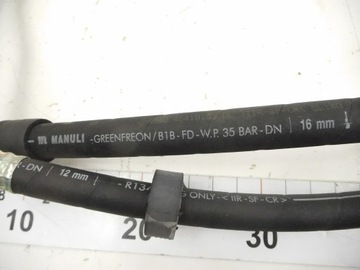 MANULI -GREENFREON/B1B-FD-W.P. 35 BAR-DN | 16 mm |
-DN | 12 mm | -R13 ONLY-<IIR-SF-CR>
10 20 30